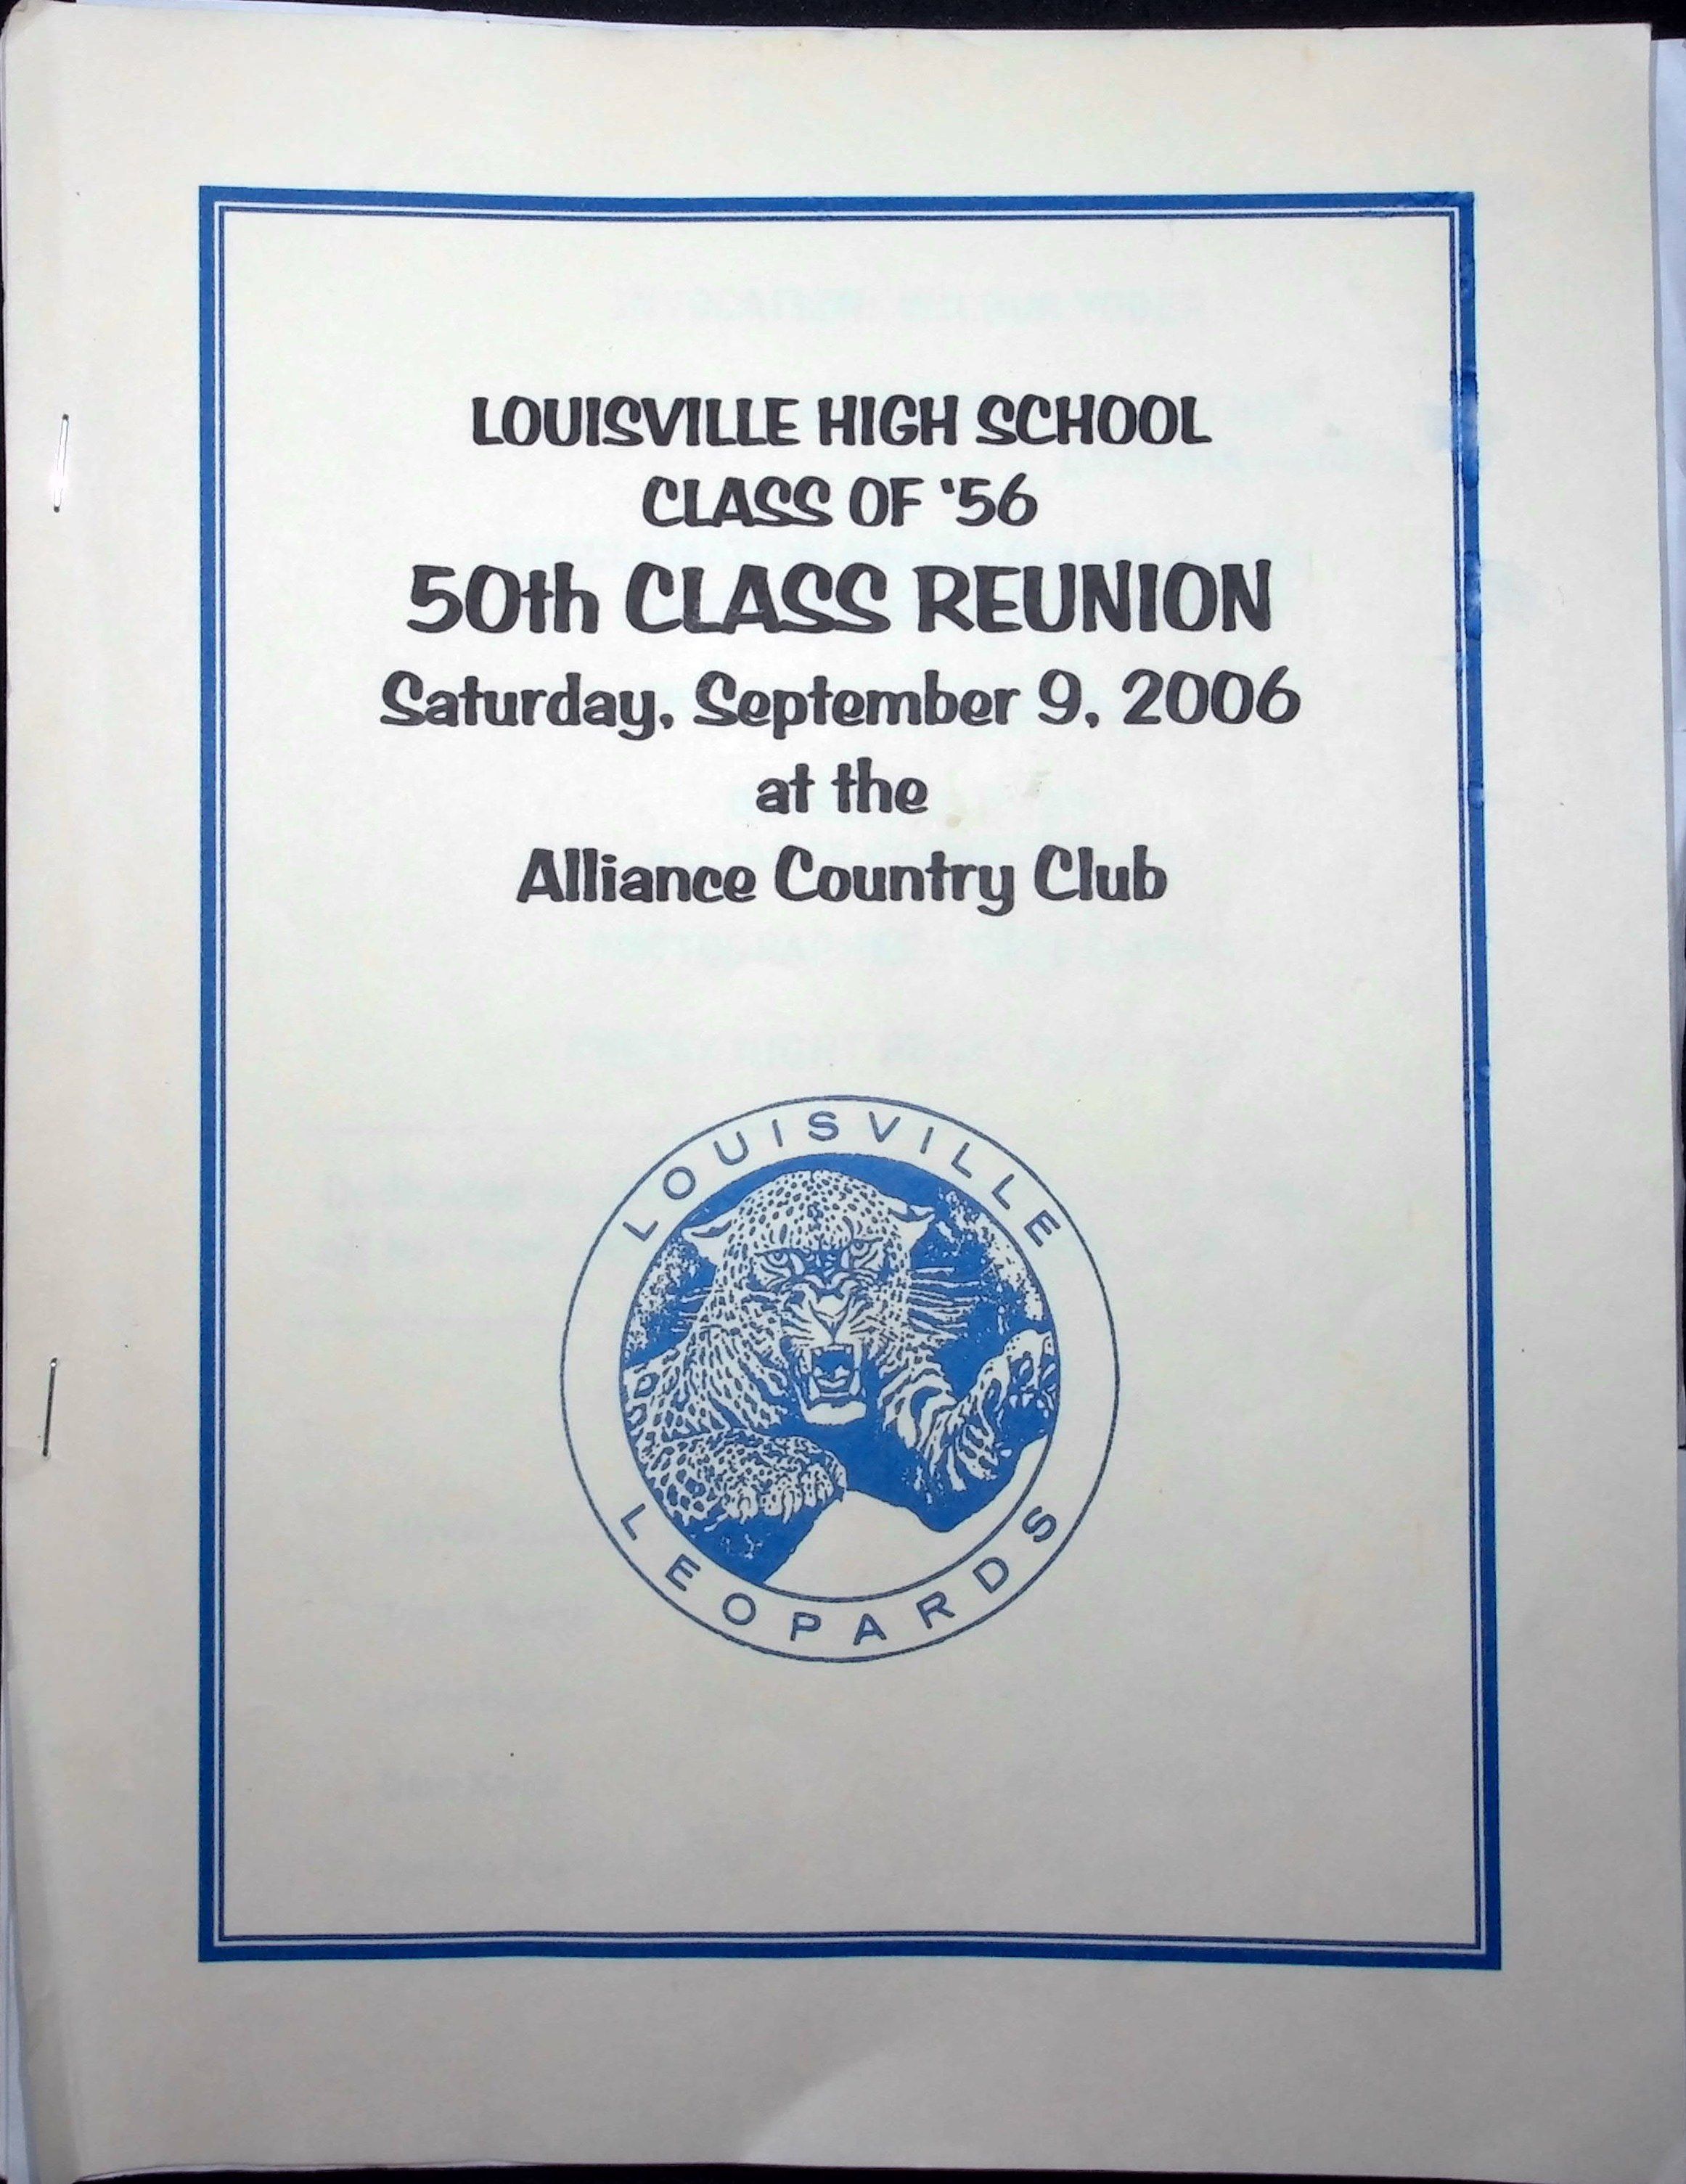 LOUISVILLE HIGH SCHOOL
CLASS OF '56
50th CLASS REUNION
Saturday, September 9, 2006
at the
Alliance Country Club
LOUISVILLE
LEOPARDS